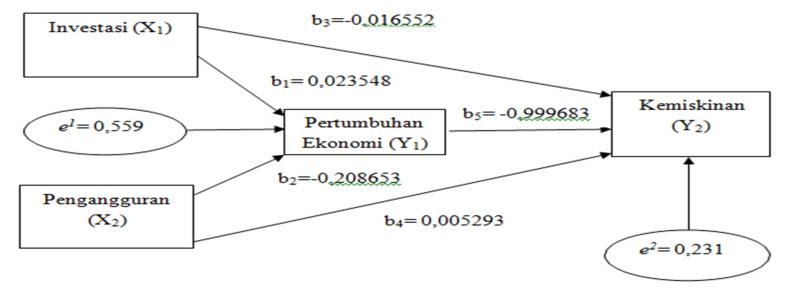 b₃=-0,016552
Investasi (X₁)
b₁= 0,023548
e¹= 0,559
Pertumbuhan
Ekonomi (Y₁)
b₅= -0,999683
Kemiskinan
(Y₂)
b₂=-0,208653
Pengangguran
(X₂)
b₄= 0,005293
e²= 0,231